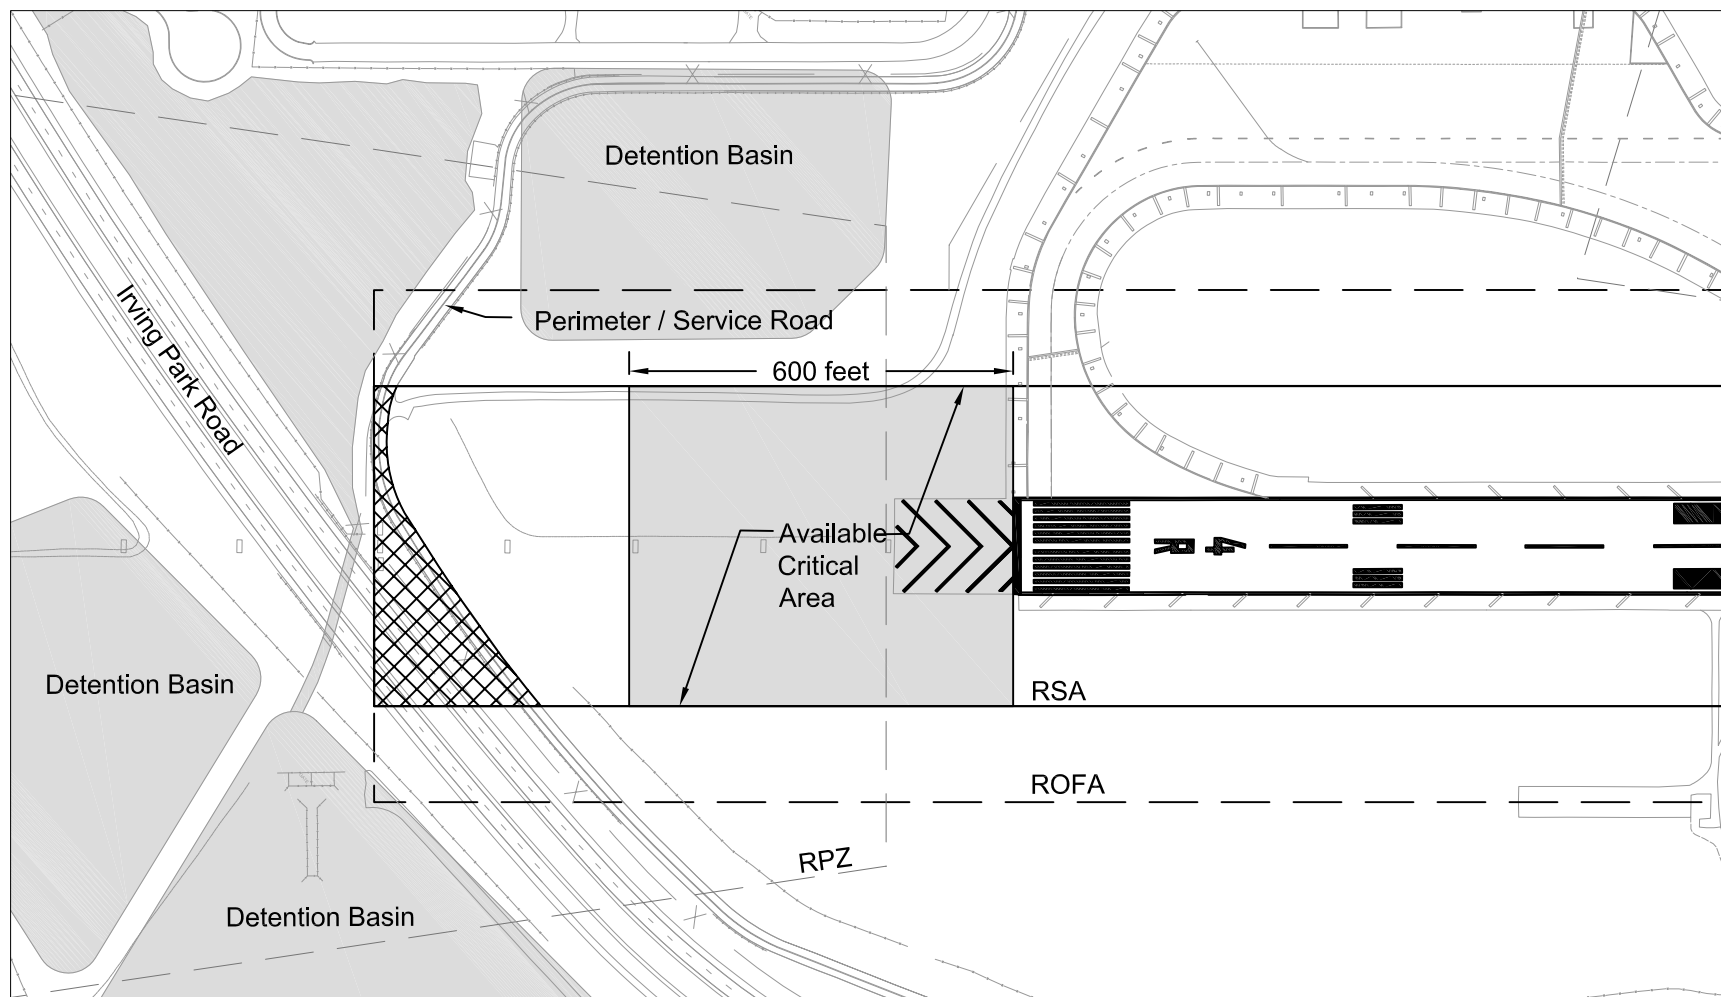 Detention Basin
Irving Park Road
Perimeter / Service Road
600 feet
Available
Critical
Area
Detention Basin
RSA
ROFA
RPZ
Detention Basin